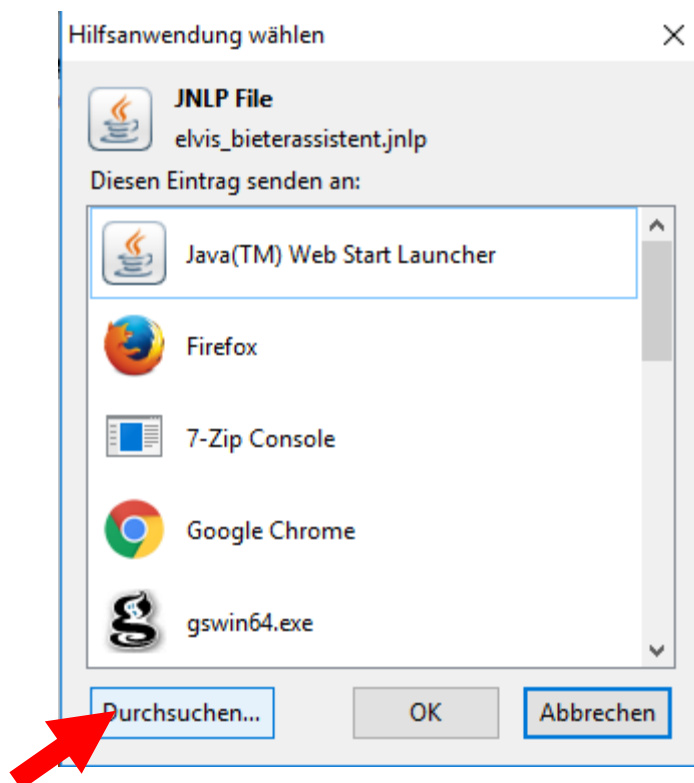 Hilfsanwendung wählen
JNLP File
elvis_bieterassistent.jnlp
Diesen Eintrag senden an:
Java(TM) Web Start Launcher
Firefox
7-Zip Console
Google Chrome
gswin64.exe
Durchsuchen... OK Abbrechen